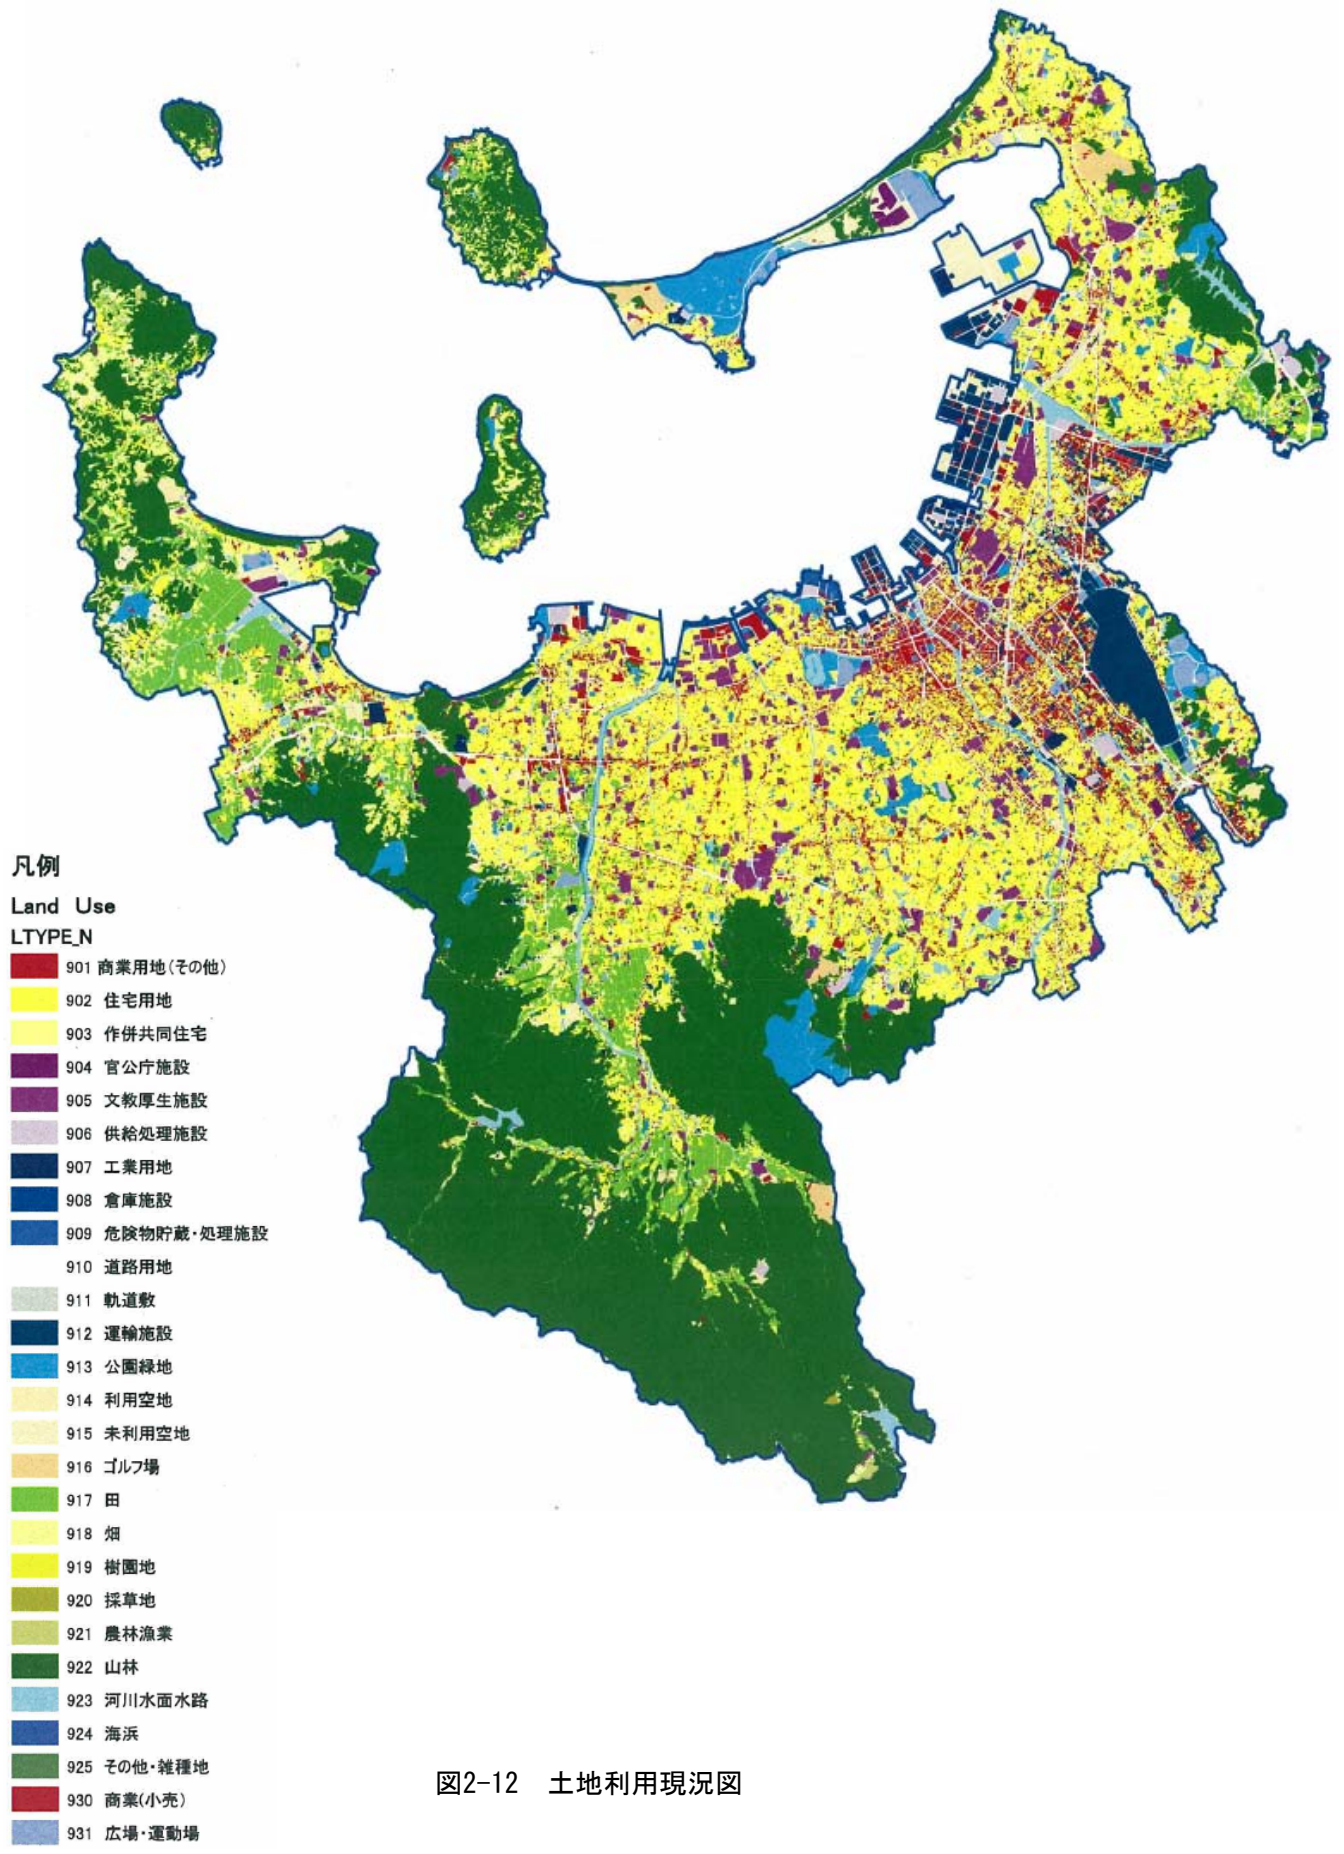 凡例
Land Use
LTYPE_N
901 商業用地(その他)
902 住宅用地
903 作併共同住宅
904 官公庁施設
905 文教厚生施設
906 供給処理施設
907 工業用地
908 倉庫施設
909 危険物貯蔵・処理施設
910 道路用地
911 軌道敷
912 運輸施設
913 公園緑地
914 利用空地
915 未利用空地
916 ゴルフ場
917 田
918 畑
919 樹園地
920 採草地
921 農林漁業
922 山林
923 河川水面水路
924 海浜
925 その他・雑種地
930 商業(小売)
931 広場・運動場
図2-12 土地利用現況図